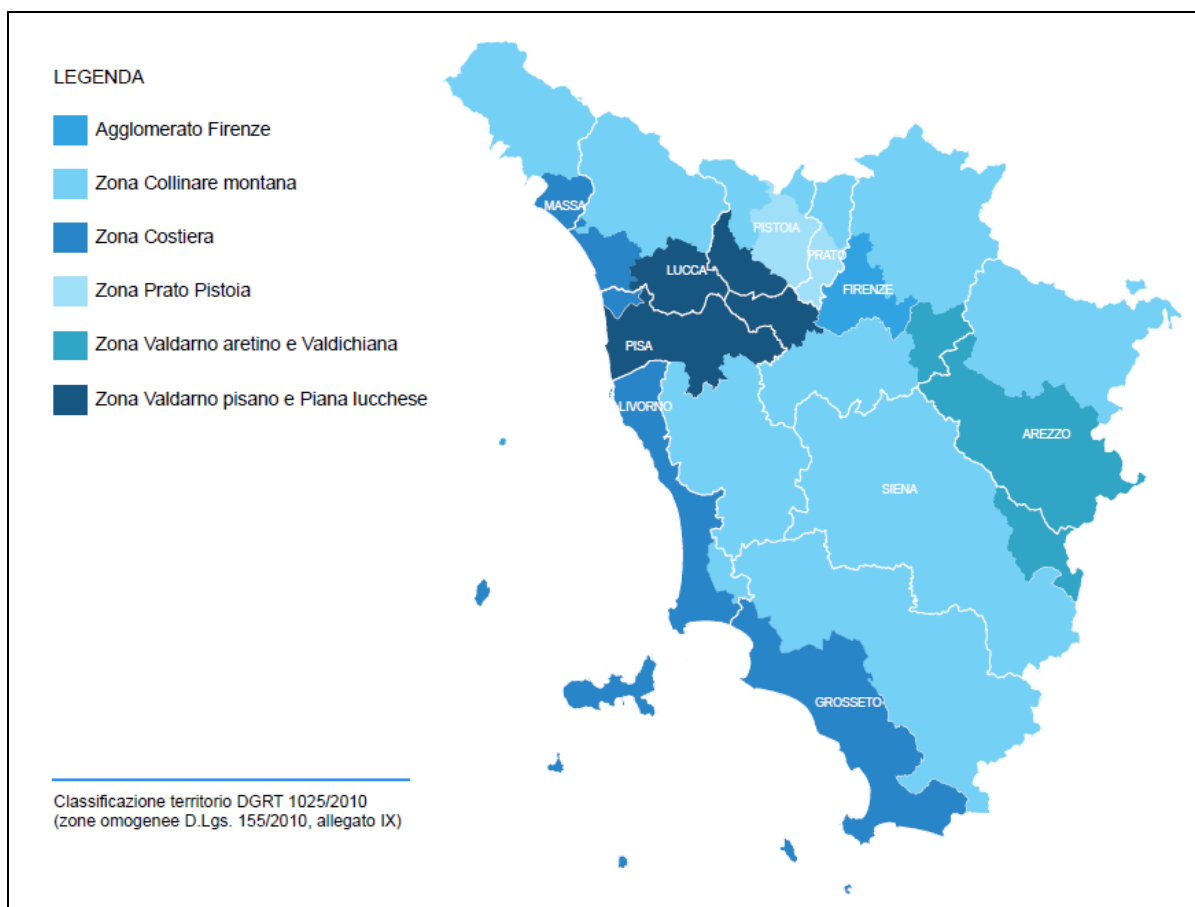 LEGENDA
Agglomerato Firenze
Zona Collinare montana
Zona Costiera
Zona Prato Pistoia
Zona Valdarno aretino e Valdichiana
Zona Valdarno pisano e Piana lucchese
MASSA
PISTOIA
PRATO
LUCCA
FIRENZE
PISA
LIVORNO
AREZZO
SIENA
GROSSETO
Classificazione territorio DGRT 1025/2010
(zone omogenee D.Lgs. 155/2010, allegato IX)